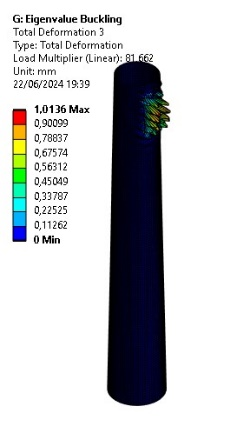 G: Eigenvalue Buckling
Total Deformation 3
Type: Total Deformation
Load Multiplier (Linear): 81,662
Unit: mm
22/06/2024 19:39
1,0136 Max
0,90099
0,78837
0,67574
0,56312
0,45049
0,33787
0,22525
0,11262
0 Min